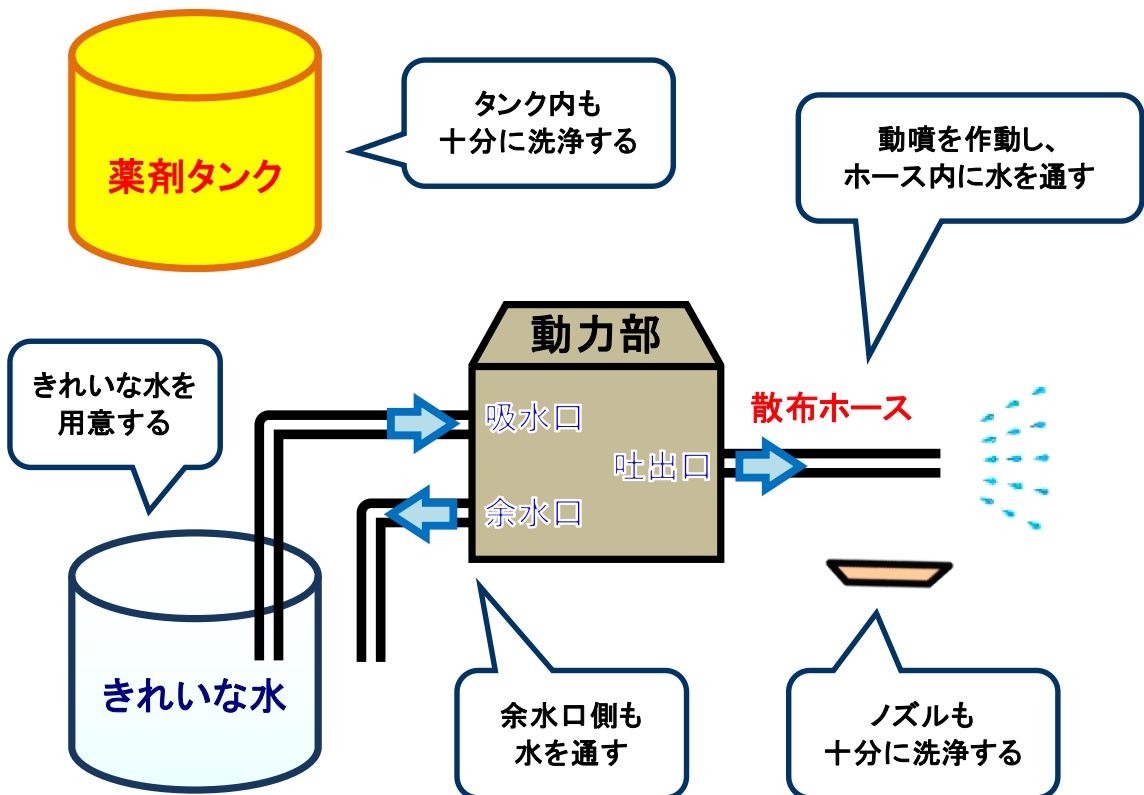 タンク内も
十分に洗浄する
薬剤タンク
動噴を作動し、
ホース内に水を通す
動力部
きれいな水を
用意する
吸水口
散布ホース
吐出口
余水口
きれいな水
余水口側も
水を通す
ノズルも
十分に洗浄する